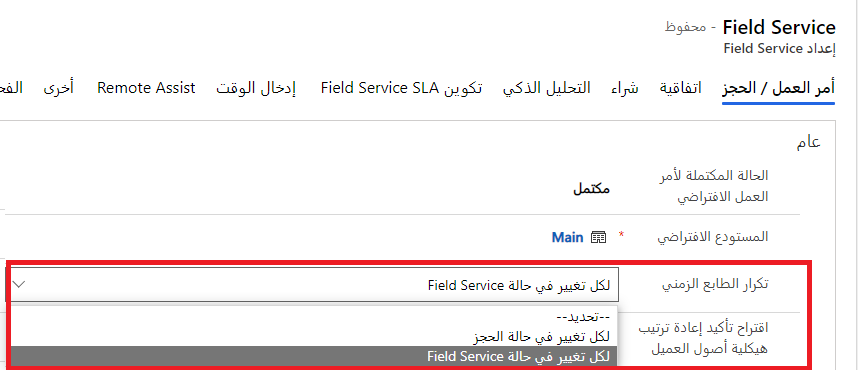 Field Service - محفوظ
إعداد Field Service
أمر العمل / الحجز اتفاقية شراء التحليل الذكي تكوين Field Service SLA إدخال الوقت Remote Assist أخرى
عام
الحالة المكتملة لأمر
العمل الافتراضي
مكتمل
المستودع الافتراضي * Main
تكرار الطابع الزمني لكل تغيير في حالة Field Service
--تحديد--
لكل تغيير في حالة الحجز
لكل تغيير في حالة Field Service
اقتراح تأكيد إعادة ترتيب
هيكلية أصول العميل